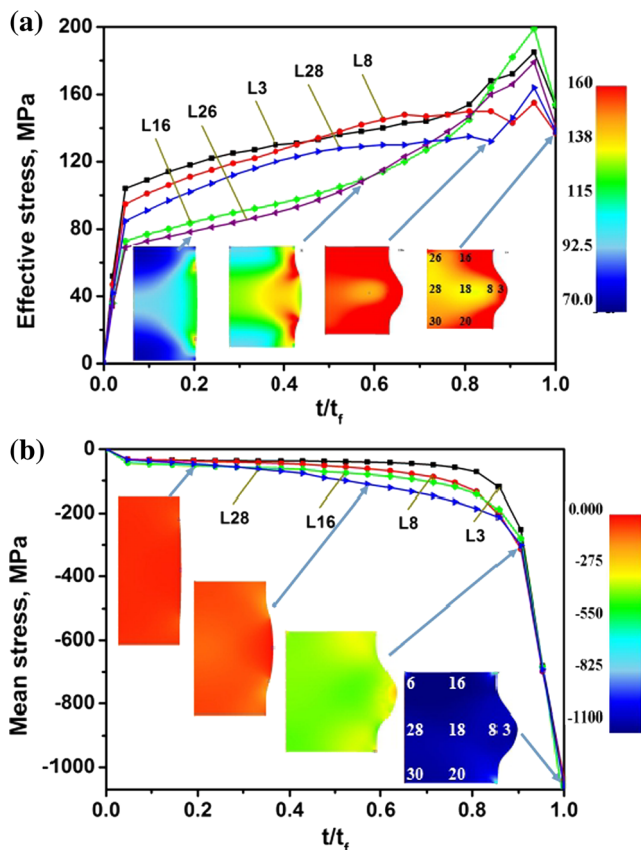 (a)
200
160
120
80
40
0
Effective stress, MPa
L16
L26
L3
L28
L8
160
138
115
92.5
70.0
26 16
28 18 8 3
30 20
0.0 0.2 0.4 0.6 0.8 1.0
t/tf
(b)
0
-200
-400
-600
-800
-1000
Mean stress, MPa
L28
L16
L8
L3
0.000
-275
-550
-825
-1100
6 16
28 18 8 3
30 20
0.0 0.2 0.4 0.6 0.8 1.0
t/tf